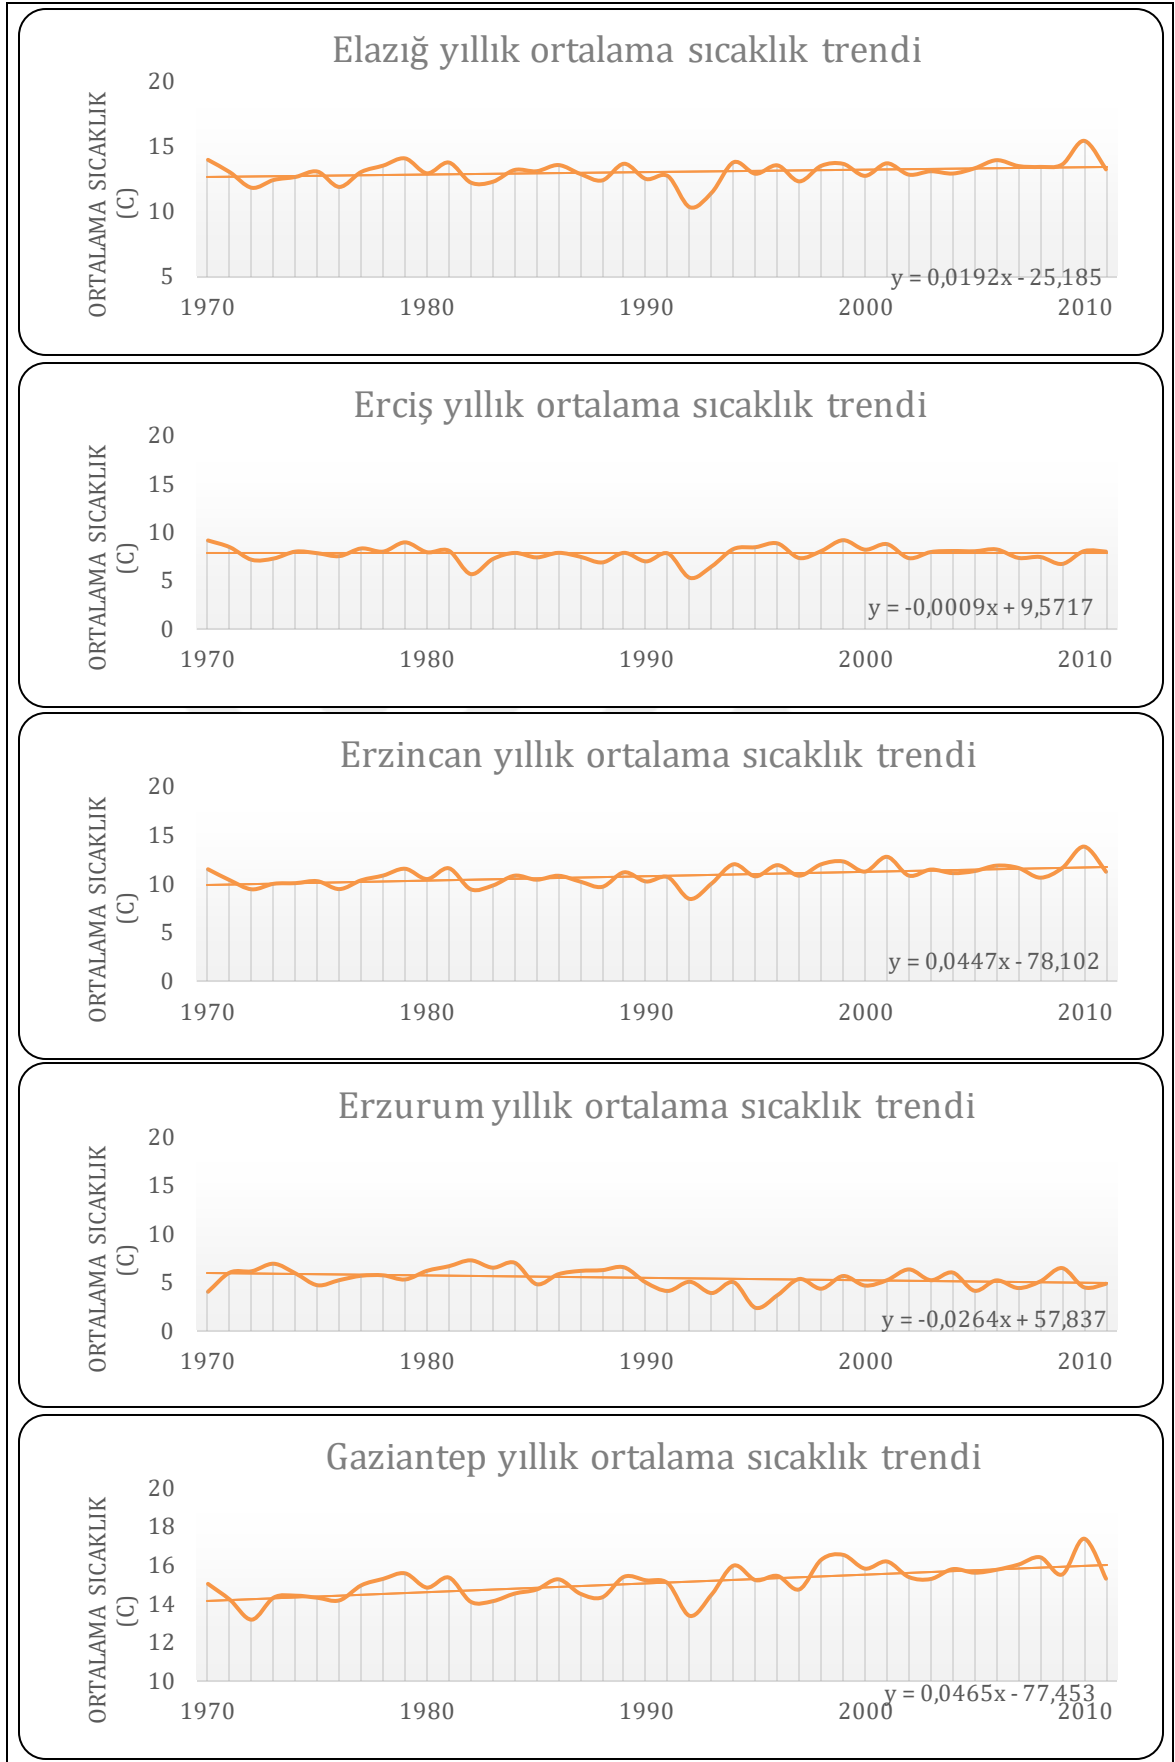 Elazığ yıllık ortalama sıcaklık trendi
ORTALAMA SICAKLIK
(C)
20
15
10
5
y = 0,0192x - 25,185
1970 1980 1990 2000 2010
Erciş yıllık ortalama sıcaklık trendi
ORTALAMA SICAKLIK
(C)
20
15
10
5
0
y = -0,0009x + 9,5717
1970 1980 1990 2000 2010
Erzincan yıllık ortalama sıcaklık trendi
ORTALAMA SICAKLIK
(C)
20
15
10
5
0
y = 0,0447x - 78,102
1970 1980 1990 2000 2010
Erzurum yıllık ortalama sıcaklık trendi
ORTALAMA SICAKLIK
(C)
20
15
10
5
0
y = -0,0264x + 57,837
1970 1980 1990 2000 2010
Gaziantep yıllık ortalama sıcaklık trendi
ORTALAMA SICAKLIK
(C)
20
18
16
14
12
10
y = 0,0465x - 77,453
1970 1980 1990 2000 2010